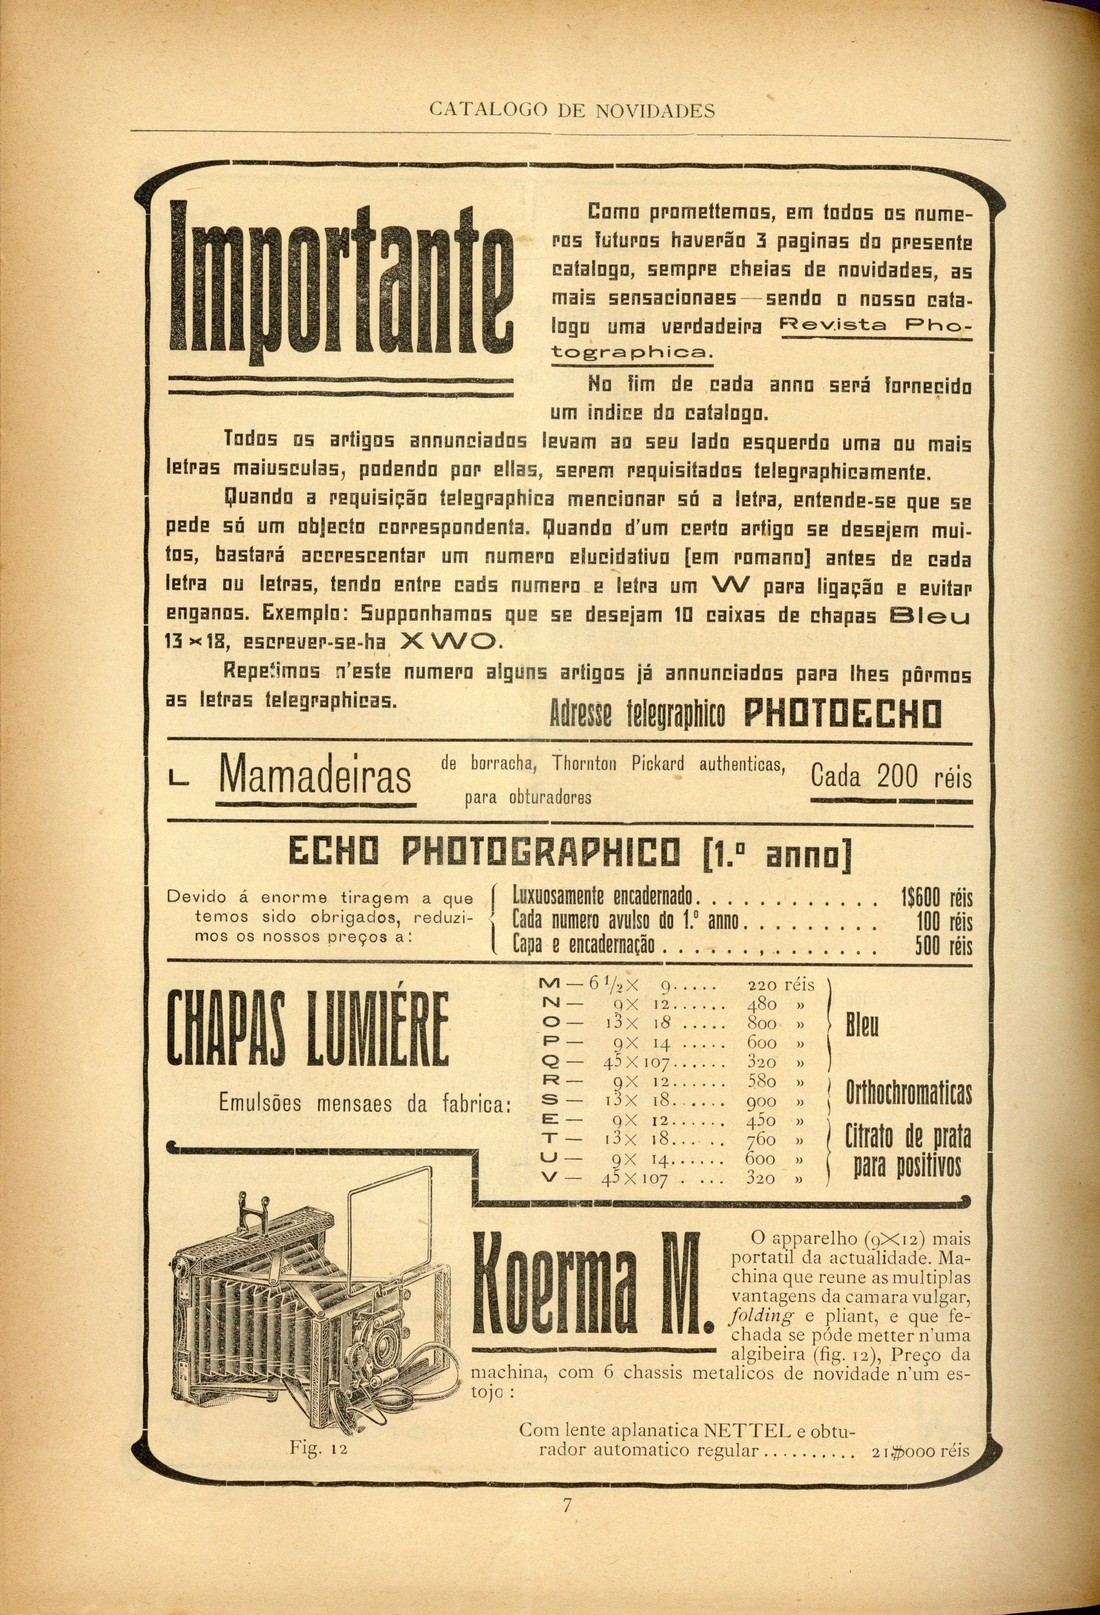 CATALOGO DE NOVIDADES
Importante
Como promettemos, em todos os nume-
ros futuros haverão 3 paginas do presente
catalogo, sempre cheias de novidades, as
mais sensacionaes—sendo o nosso cata-
logo uma verdadeira Revista Pho-
tographica.
No fim de cada anno será fornecido
um indice do catalogo.
Todos os artigos annunciados levam ao seu lado esquerdo uma ou mais
letras maiusculas, podendo por ellas, serem requisitados telegraphicamente.
Quando a requisição telegraphica mencionar só a letra, entende-se que se
pede só um objecto correspondenta. Quando d'um certo artigo se desejem mui-
tos, bastará accrescentar um numero elucidativo [em romano] antes de cada
letra ou letras, tendo entre cads numero e letra um W para ligação e evitar
enganos. Exemplo: Supponhamos que se desejam 10 caixas de chapas Bleu
13×18, escrever-se-ha XWO.
Repetimos n'este numero alguns artigos já annunciados para lhes pôrmos
as letras telegraphicas.
Adresse telegraphico PHOTOECHO
L Mamadeiras de borracha, Thornton Pickard authenticas,
para obturadores
Cada 200 réis
ECHO PHOTOGRAPHICO [1.º anno]
Devido á enorme tiragem a que
temos sido obrigados, reduzi-
mos os nossos preços a:
Luxuosamente encadernado. . . . . . . . . . . . 1$600 réis
Cada numero avulso do 1.º anno. . . . . . . . . 100 réis
Capa e encadernação . . . . . . , . . . . . . . 500 réis
CHAPAS LUMIÉRE
Emulsões mensaes da fabrica:
M — 6 1/2 × 9..... 220 réis
N — 9× 12...... 480 »
O — 13× 18 ..... 800 »
P — 9× 14 ..... 600 »
Q — 45×107...... 320 »
Bleu
R — 9× 12...... 580 »
S — 13× 18...... 900 »
Orthochromaticas
E — 9× 12...... 450 »
T — 13× 18... .. 760 »
U — 9× 14...... 600 »
V — 45×107 . ... 320 »
Citrato de prata
para positivos
Koerma M.
O apparelho (9×12) mais
portatil da actualidade. Ma-
china que reune as multiplas
vantagens da camara vulgar,
folding e pliant, e que fe-
chada se póde metter n'uma
algibeira (fig. 12), Preço da
machina, com 6 chassis metalicos de novidade n'um es-
tojo :
Com lente aplanatica NETTEL e obtu-
rador automatico regular.......... 21$000 réis
Fig. 12
7